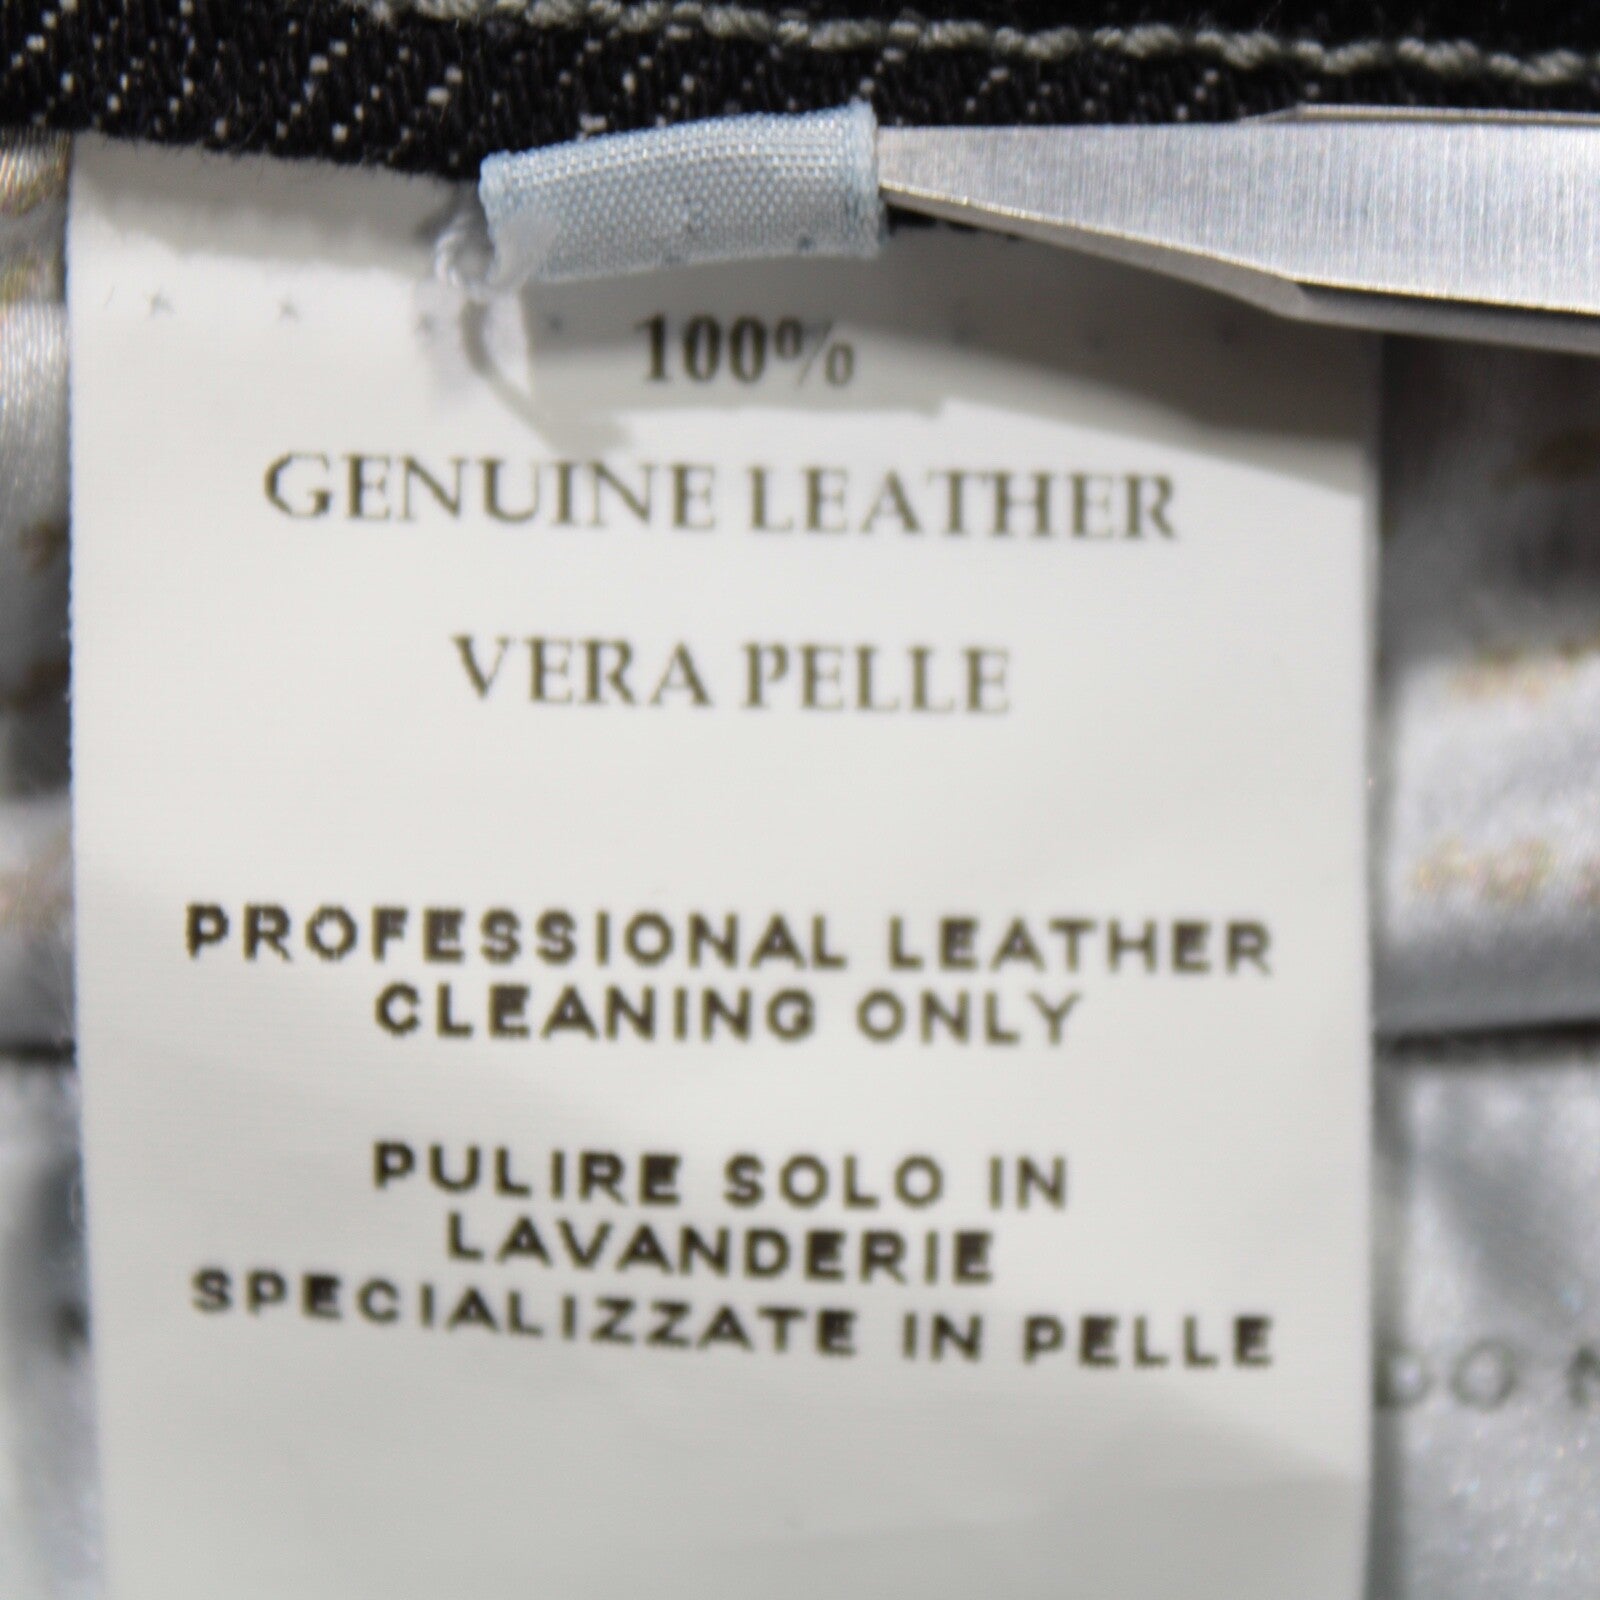 100%
GENUINE LEATHER
VERA PELLE
PROFESSIONAL LEATHER
CLEANING ONLY
PULIRE SOLO IN
LAVANDERIE
SPECIALIZZATE IN PELLE